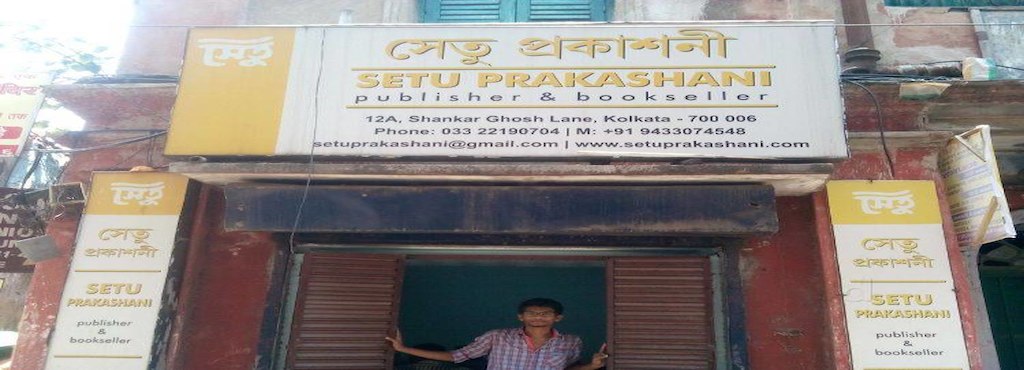 সেতু
সেতু প্রকাশনী
SETU PRAKASHANI
publisher & bookseller
12A, Shankar Ghosh Lane, Kolkata - 700 006
Phone: 033 22190704 | M: +91 9433074548
setuprakashani@gmail.com | www.setuprakashani.com
সেতু
সেতু
প্রকাশনী
SETU
PRAKASHANI
publisher
&
bookseller
সেতু
সেতু
প্রকাশনী
SETU
PRAKASHANI
publisher
&
bookseller